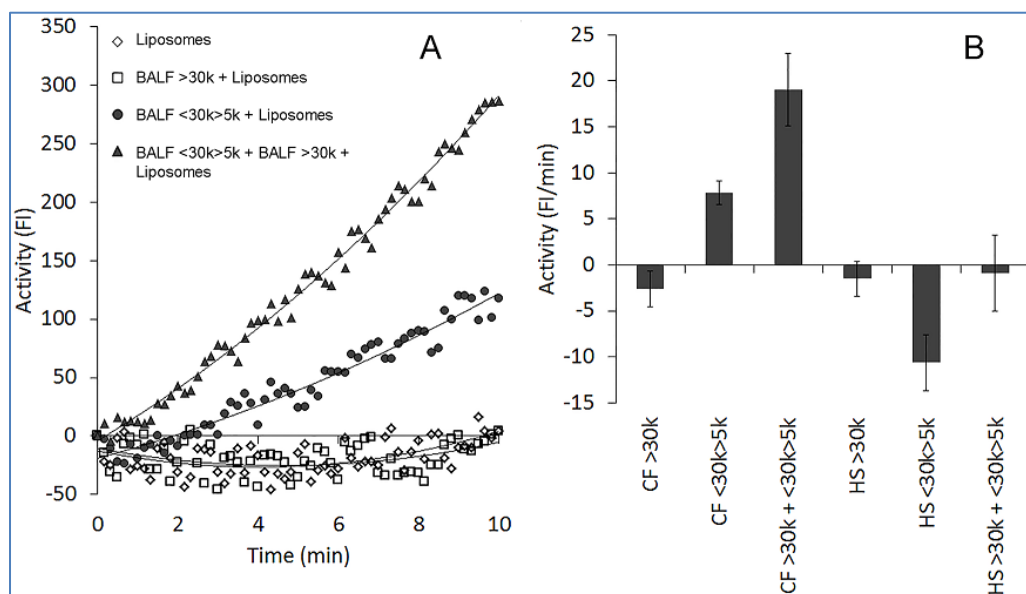 A
Liposomes
BALF >30k + Liposomes
BALF <30k>5k + Liposomes
BALF <30k>5k + BALF >30k +
Liposomes
Activity (FI)
350
300
250
200
150
100
50
0
-50
0
2
4
6
8
10
Time (min)
B
Activity (FI/min)
25
20
15
10
5
0
-5
-10
-15
CF >30k
CF <30k>5k
CF >30k + <30k>5k
HS >30k
HS <30k>5k
HS >30k + <30k>5k